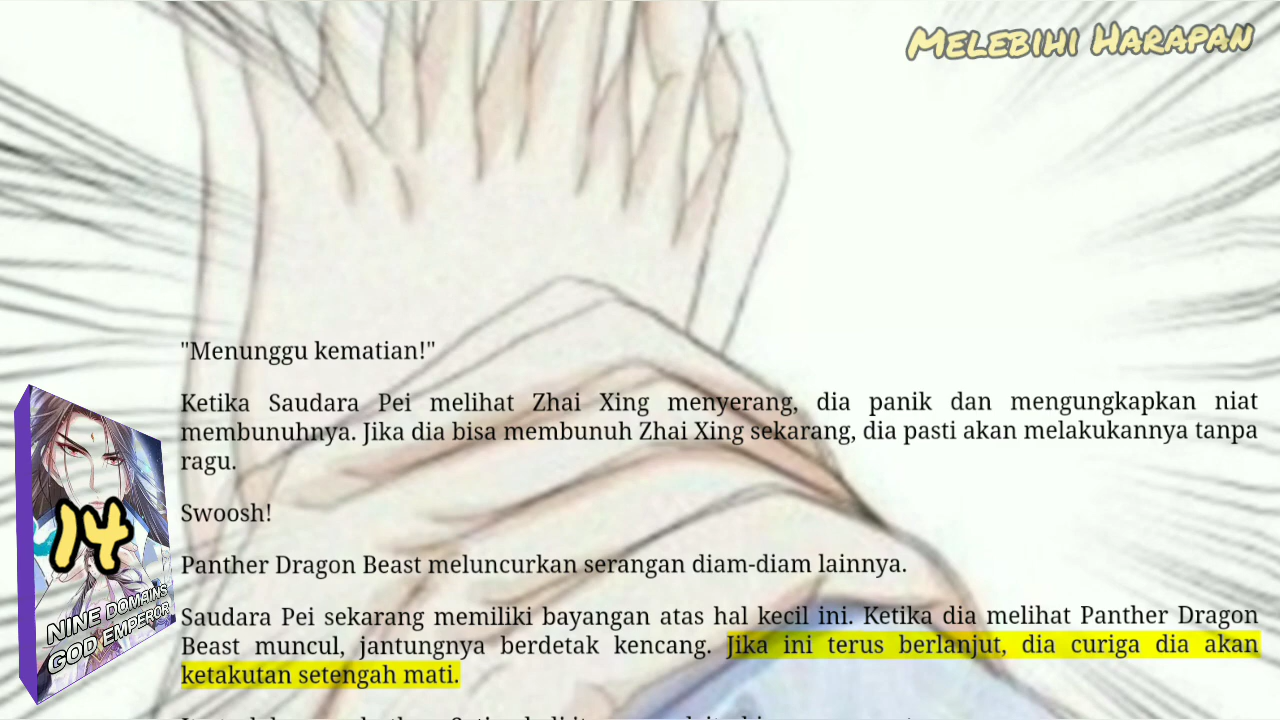 Melebihi Harapan
"Menunggu kematian!"
Ketika Saudara Pei melihat Zhai Xing menyerang, dia panik dan mengungkapkan niat
membunuhnya. Jika dia bisa membunuh Zhai Xing sekarang, dia pasti akan melakukannya tanpa
ragu.
Swoosh!
Panther Dragon Beast meluncurkan serangan diam-diam lainnya.
Saudara Pei sekarang memiliki bayangan atas hal kecil ini. Ketika dia melihat Panther Dragon
Beast muncul, jantungnya berdetak kencang. Jika ini terus berlanjut, dia curiga dia akan
ketakutan setengah mati.
14
NINE DOMAINS
GOD EMPEROR